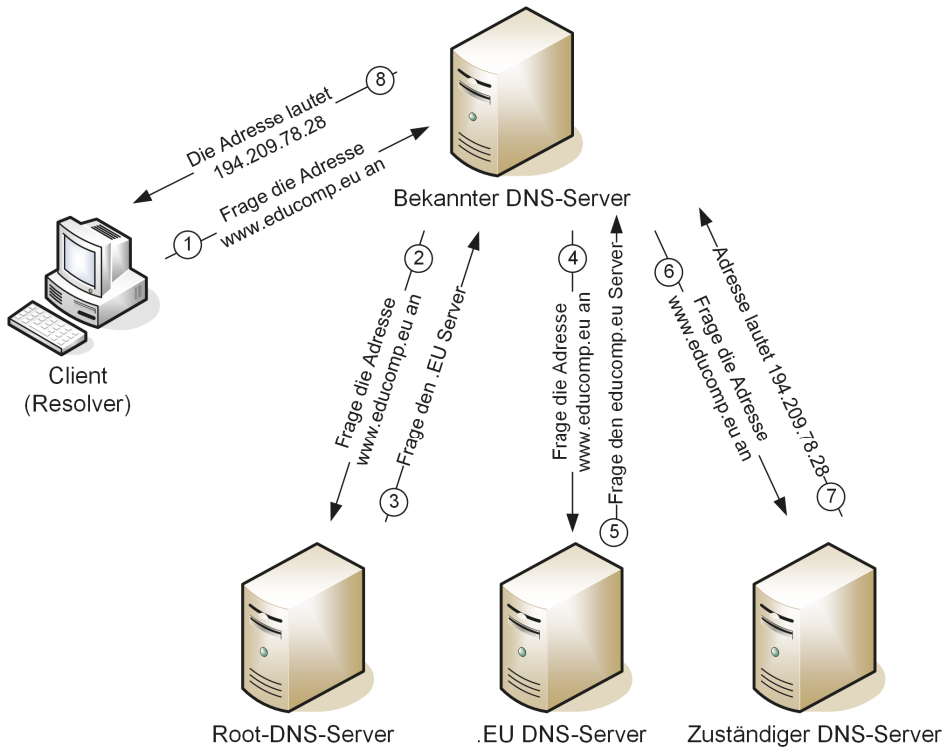 8
Die Adresse lautet
194.209.78.28
Frage die Adresse
www.educomp.eu an
1
Bekannter DNS-Server
Client
(Resolver)
2
Frage die Adresse
www.educomp.eu an
3
Frage den .EU Server
4
Frage die Adresse
www.educomp.eu an
5
Frage den educomp.eu Server
6
Frage die Adresse
www.educomp.eu an
Adresse lautet 194.209.78.28
7
Root-DNS-Server
.EU DNS-Server
Zuständiger DNS-Server